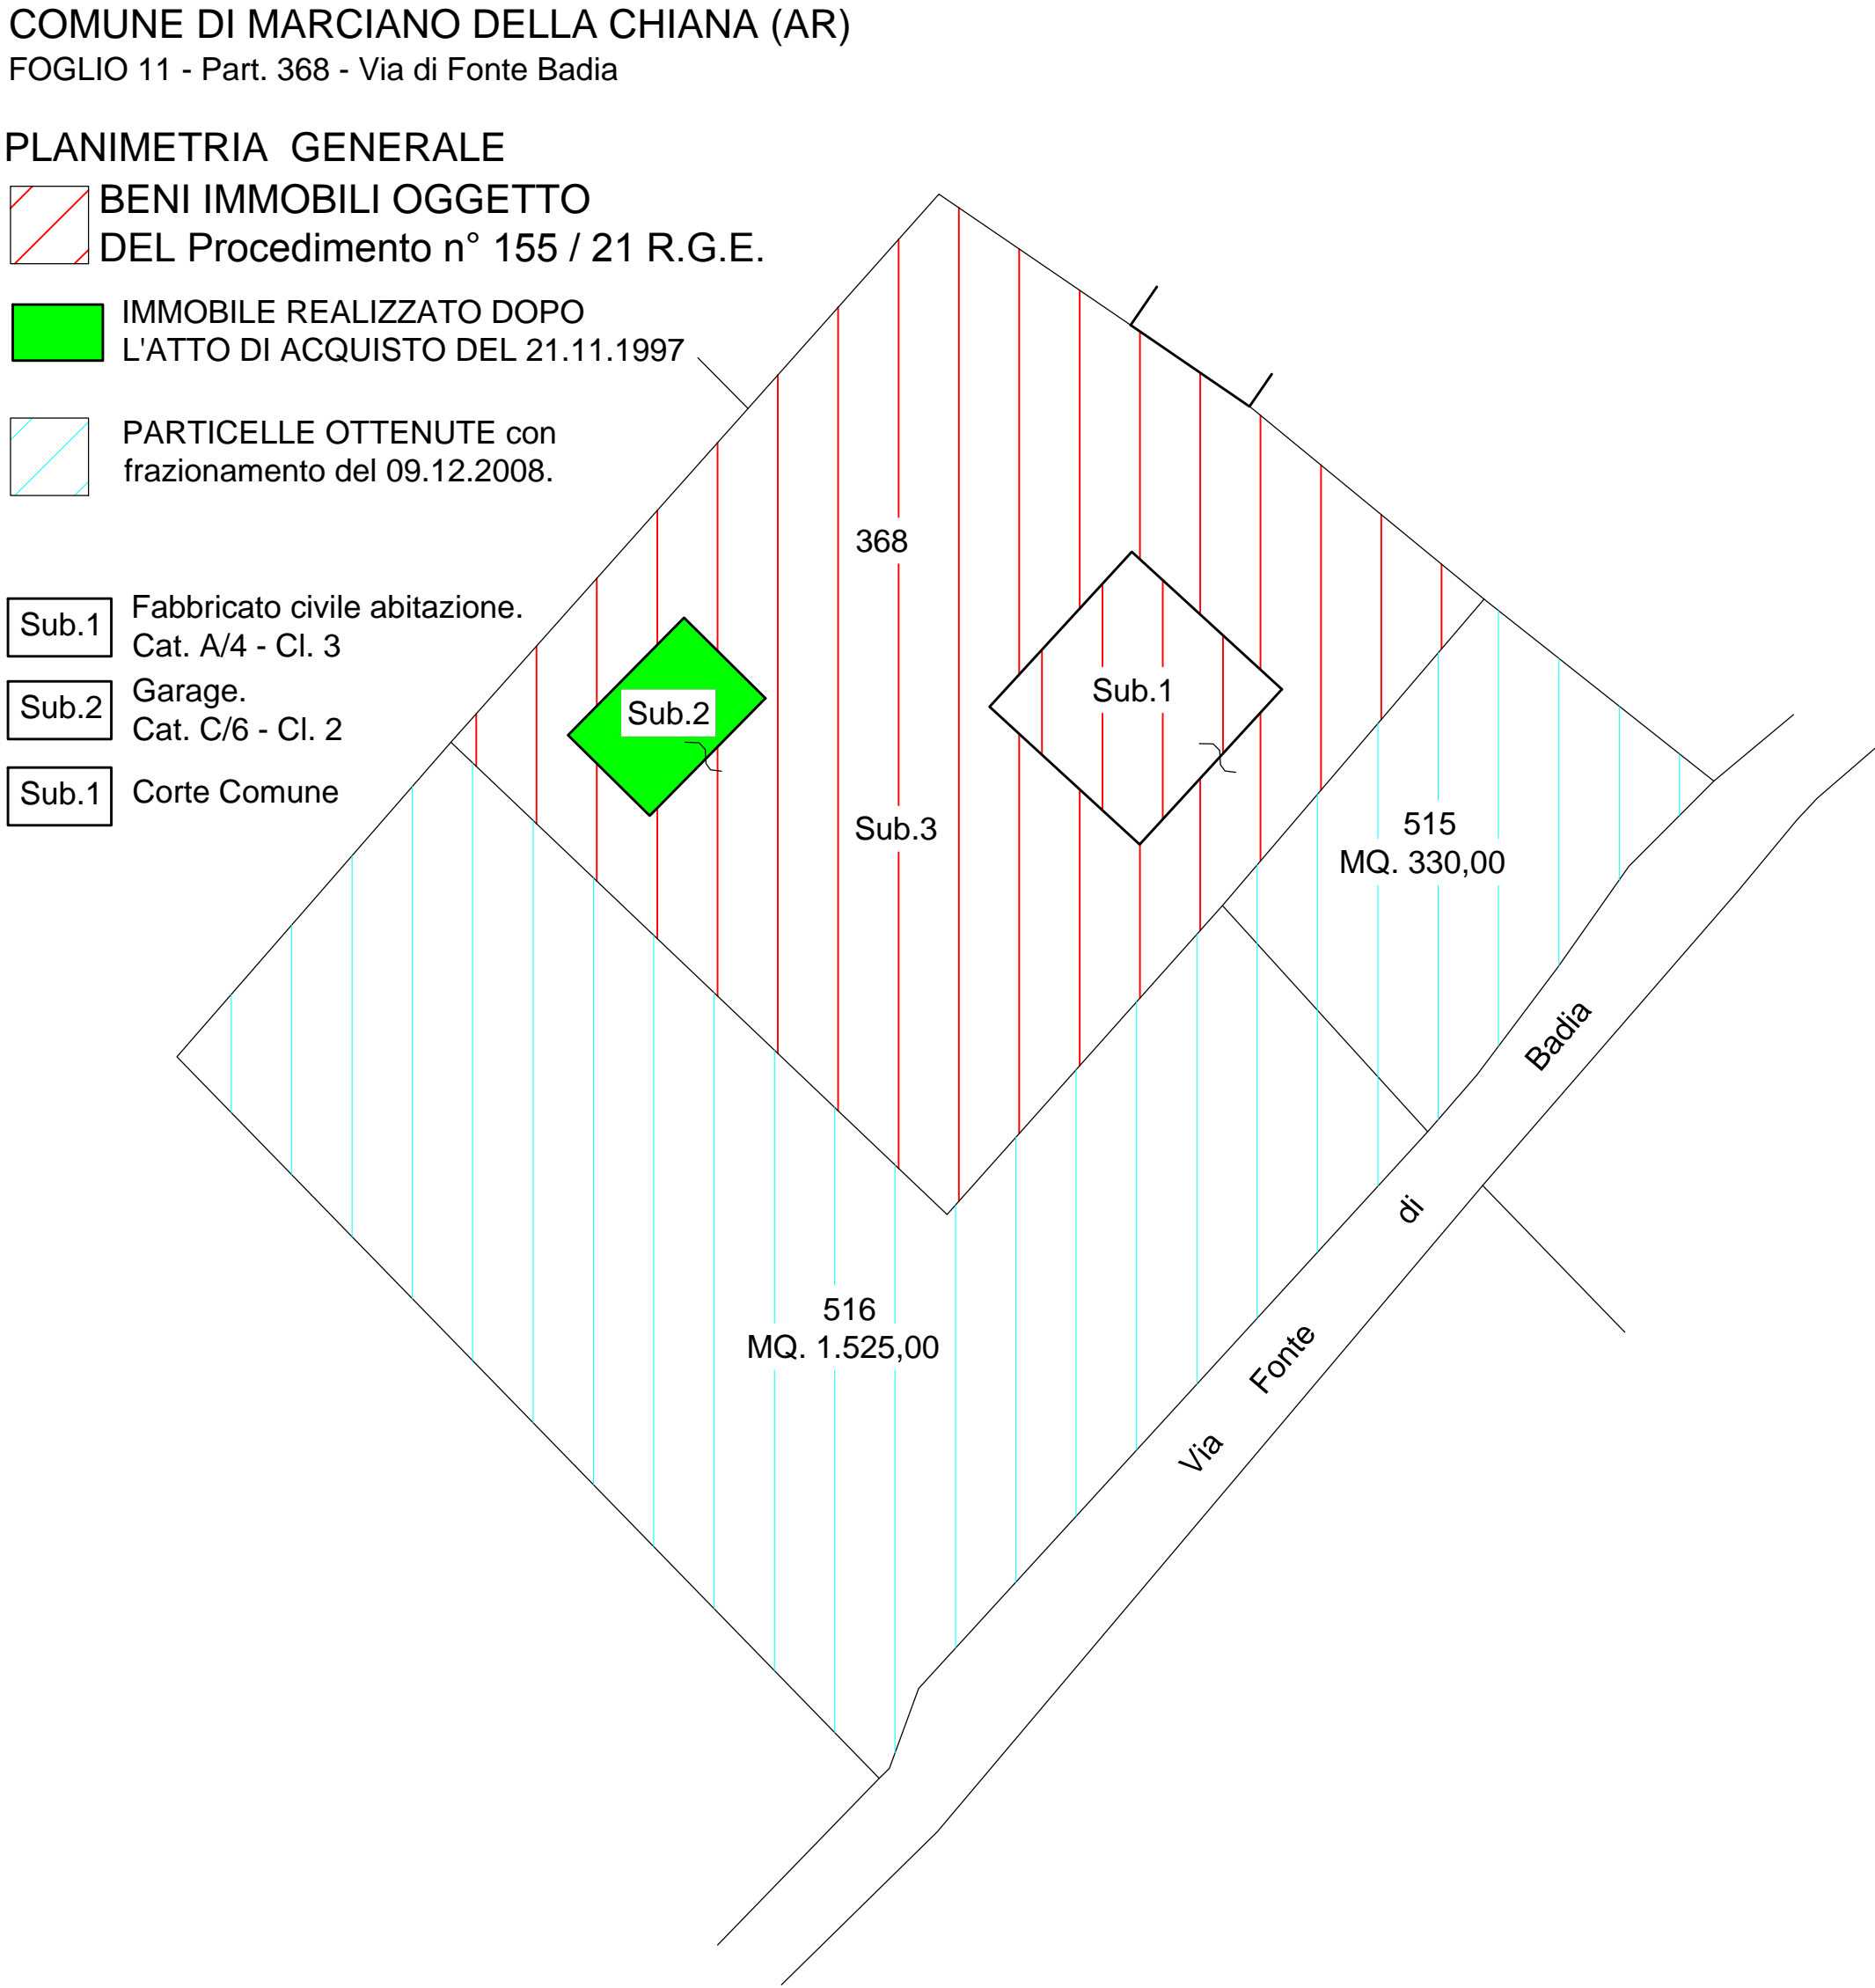 COMUNE DI MARCIANO DELLA CHIANA (AR)
FOGLIO 11 - Part. 368 - Via di Fonte Badia
PLANIMETRIA GENERALE
BENI IMMOBILI OGGETTO
DEL Procedimento n° 155 / 21 R.G.E.
IMMOBILE REALIZZATO DOPO
L'ATTO DI ACQUISTO DEL 21.11.1997
PARTICELLE OTTENUTE con
frazionamento del 09.12.2008.
Sub.1
Fabbricato civile abitazione.
Cat. A/4 - Cl. 3
Sub.2
Garage.
Cat. C/6 - Cl. 2
Sub.1
Corte Comune
368
Sub.2
Sub.1
Sub.3
515
MQ. 330,00
516
MQ. 1.525,00
Via Fonte di Badia